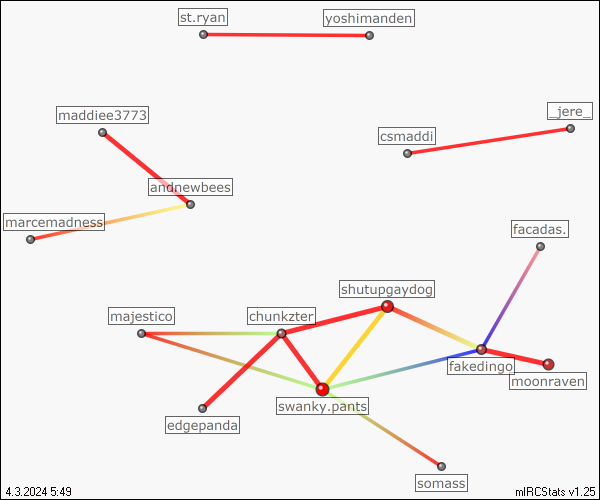 st.ryan
yoshimanden
maddiee3773
_jere_
csmaddi
andnewbees
marcemadness
facadas.
shutupgaydog
majestico
chunkzter
fakedingo
moonraven
swanky.pants
edgepanda
somass
4.3.2024 5:49
mIRCStats v1.25